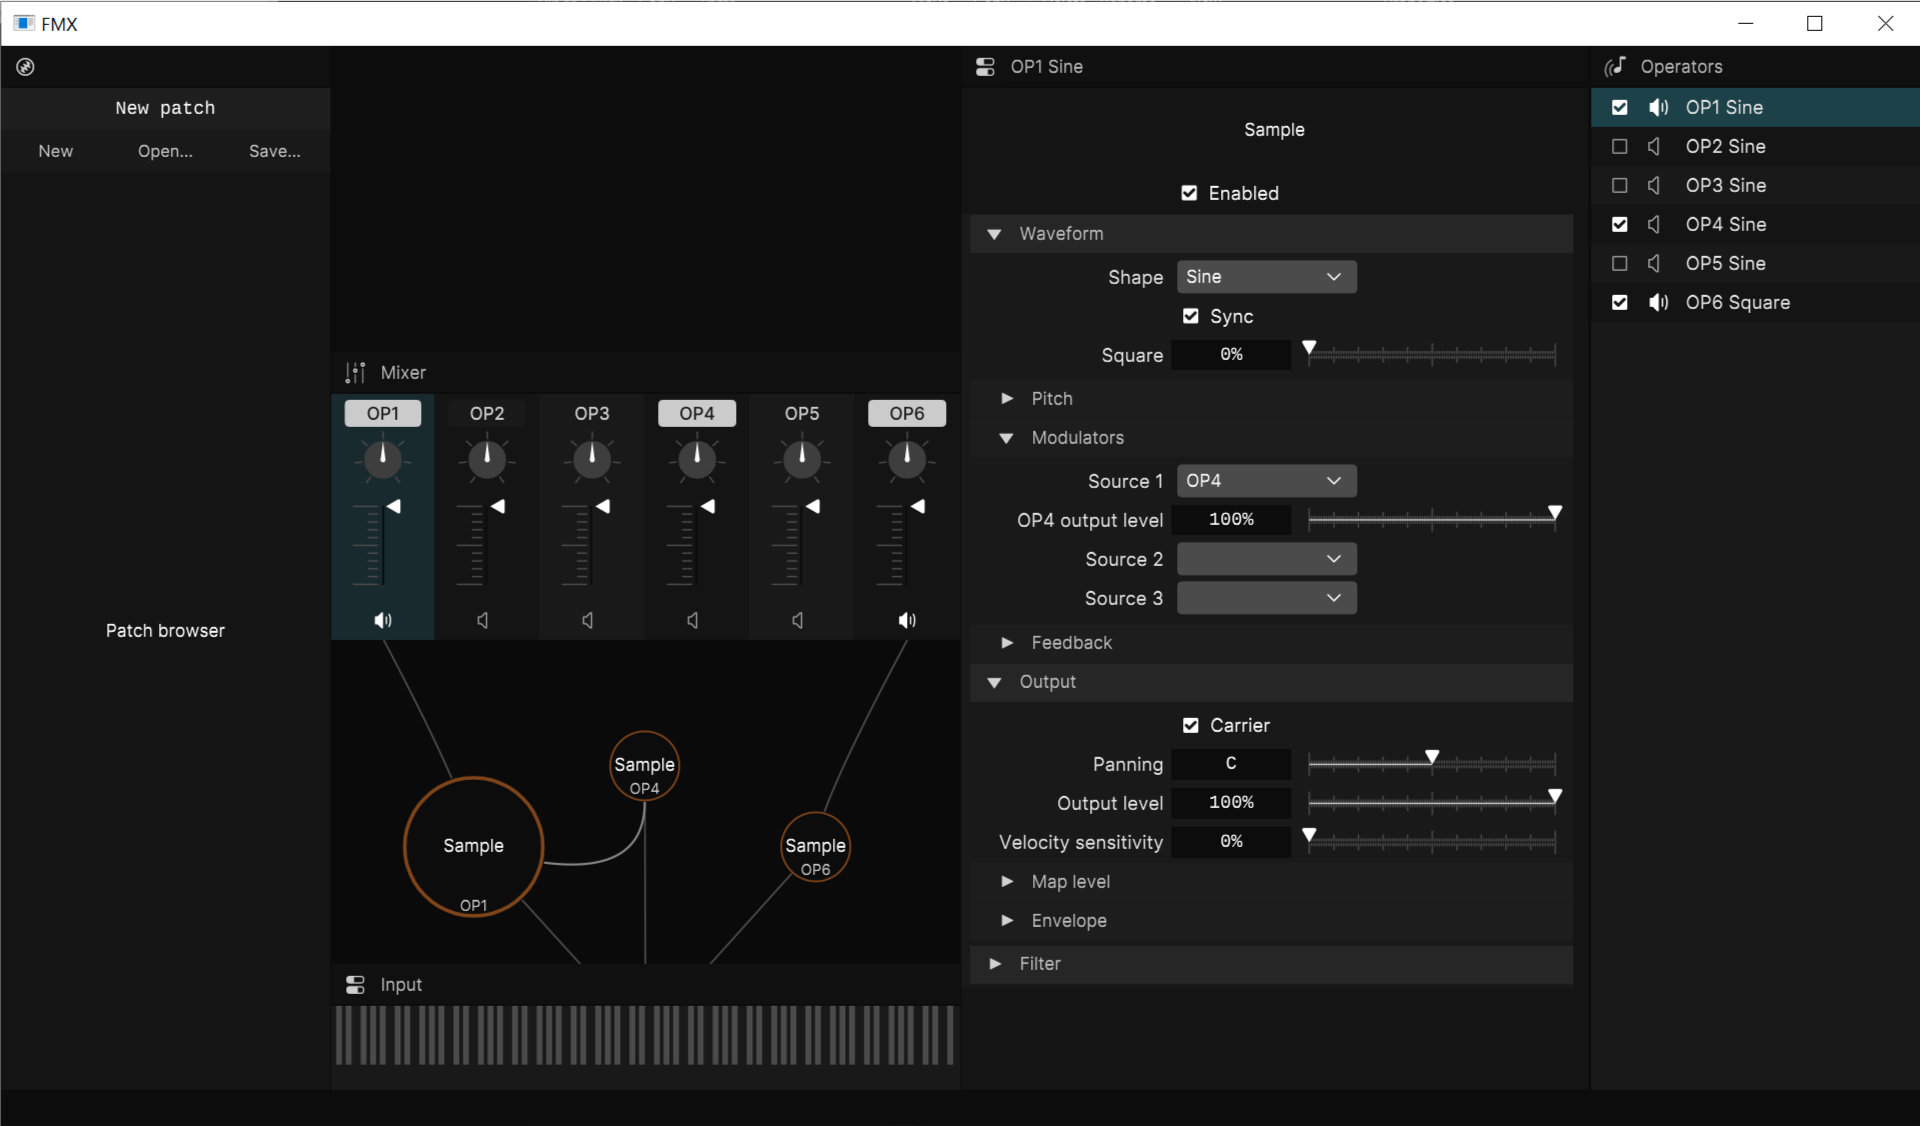 FMX
New patch
New Open... Save...
Patch browser
Mixer
OP1 OP2 OP3 OP4 OP5 OP6
Sample
OP4
Sample
OP1
Sample
OP6
Input
OP1 Sine
Sample
Enabled
Waveform
Shape Sine
Sync
Square 0%
Pitch
Modulators
Source 1 OP4
OP4 output level 100%
Source 2
Source 3
Feedback
Output
Carrier
Panning C
Output level 100%
Velocity sensitivity 0%
Map level
Envelope
Filter
Operators
OP1 Sine
OP2 Sine
OP3 Sine
OP4 Sine
OP5 Sine
OP6 Square